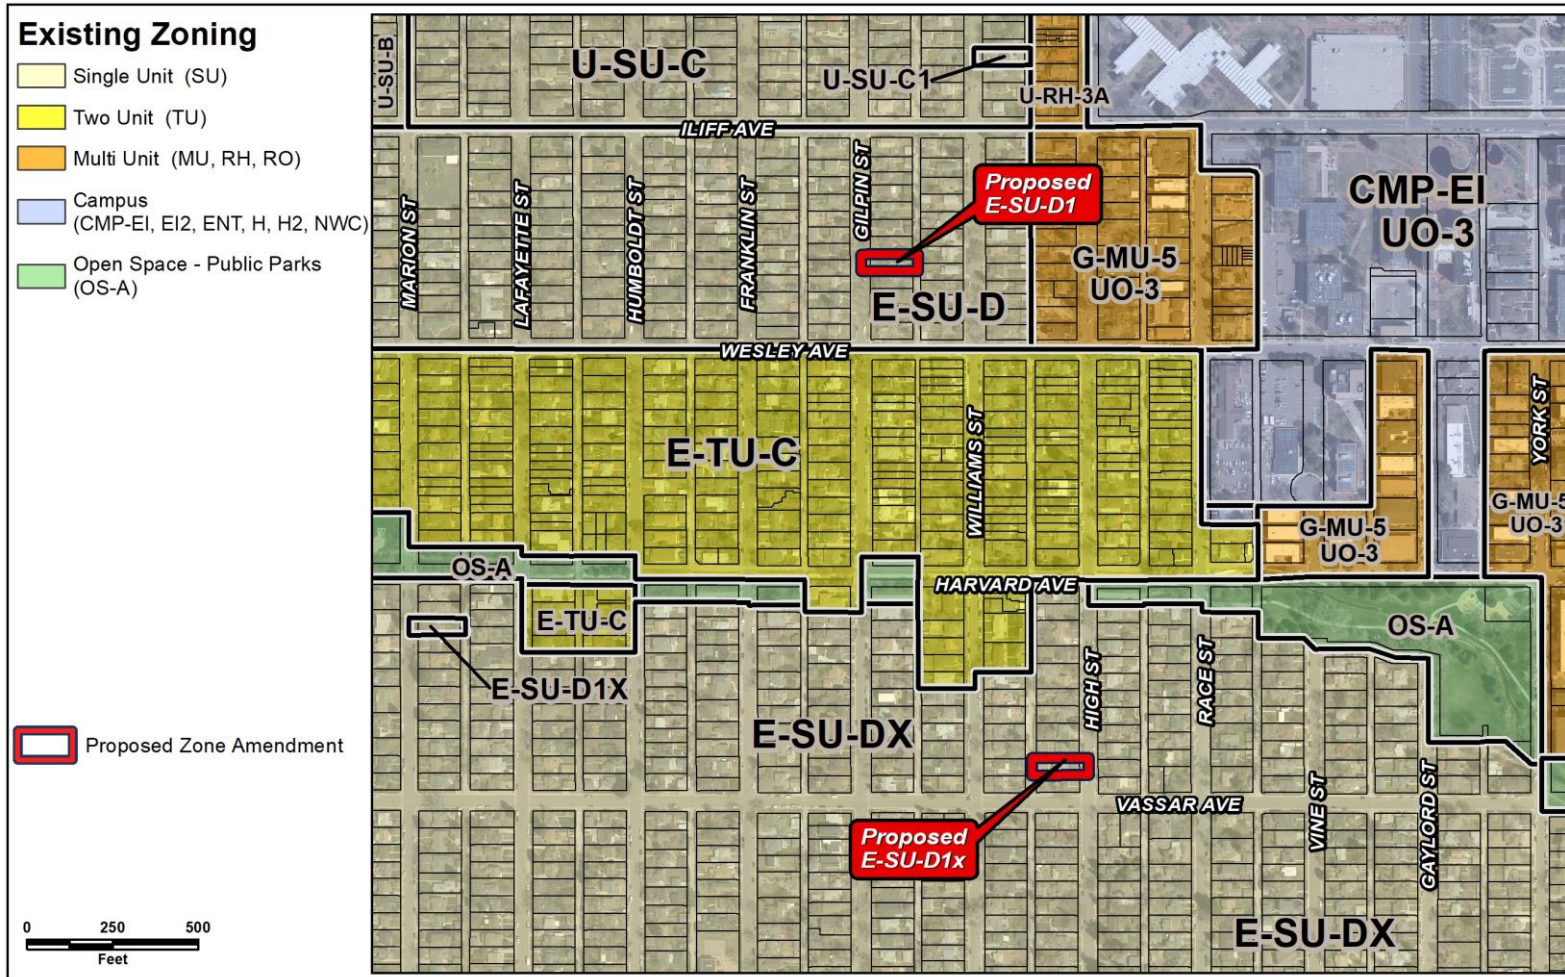 Existing Zoning
Single Unit (SU)
Two Unit (TU)
Multi Unit (MU, RH, RO)
Campus
(CMP-EI, EI2, ENT, H, H2, NWC)
Open Space - Public Parks
(OS-A)
Proposed Zone Amendment
0 250 500
Feet
U-SU-B
U-SU-C
U-SU-C1
U-RH-3A
ILIFF AVE
MARION ST
LAFAYETTE ST
HUMBOLDT ST
FRANKLIN ST
GILPIN ST
Proposed
E-SU-D1
E-SU-D
G-MU-5
UO-3
CMP-EI
UO-3
WESLEY AVE
E-TU-C
WILLIAMS ST
YORK ST
G-MU-5
UO-3
G-MU-5
UO-3
OS-A
HARVARD AVE
E-TU-C
OS-A
E-SU-D1X
E-SU-DX
HIGH ST
RACE ST
VASSAR AVE
VINE ST
GAYLORD ST
Proposed
E-SU-D1x
E-SU-DX